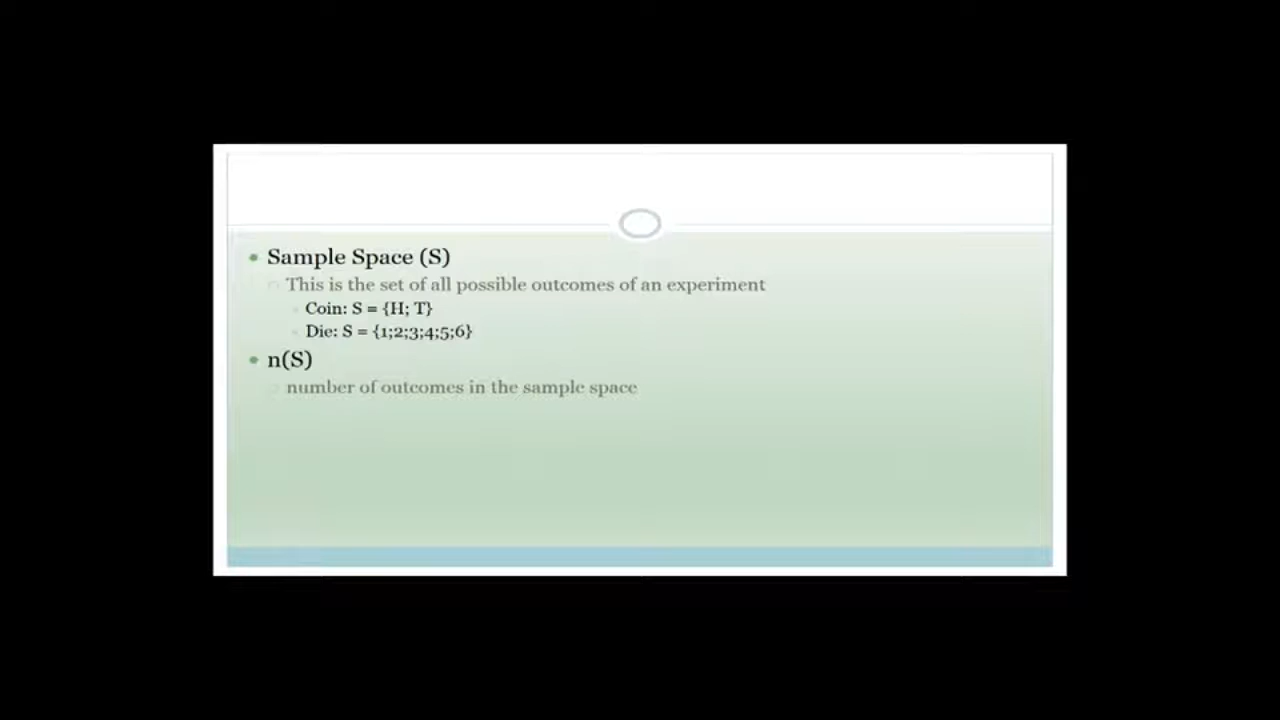 Sample Space (S)
This is the set of all possible outcomes of an experiment
Coin: S = {H; T}
Die: S = {1;2;3;4;5;6}
n(S)
number of outcomes in the sample space